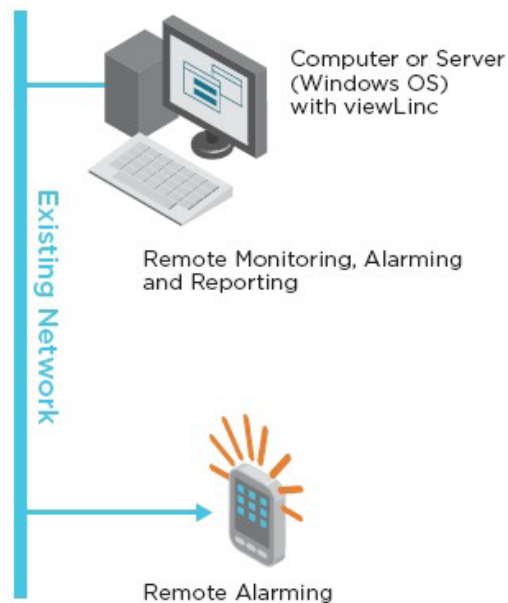 Computer or Server
(Windows OS)
with viewLinc
Existing Network
Remote Monitoring, Alarming
and Reporting
Remote Alarming